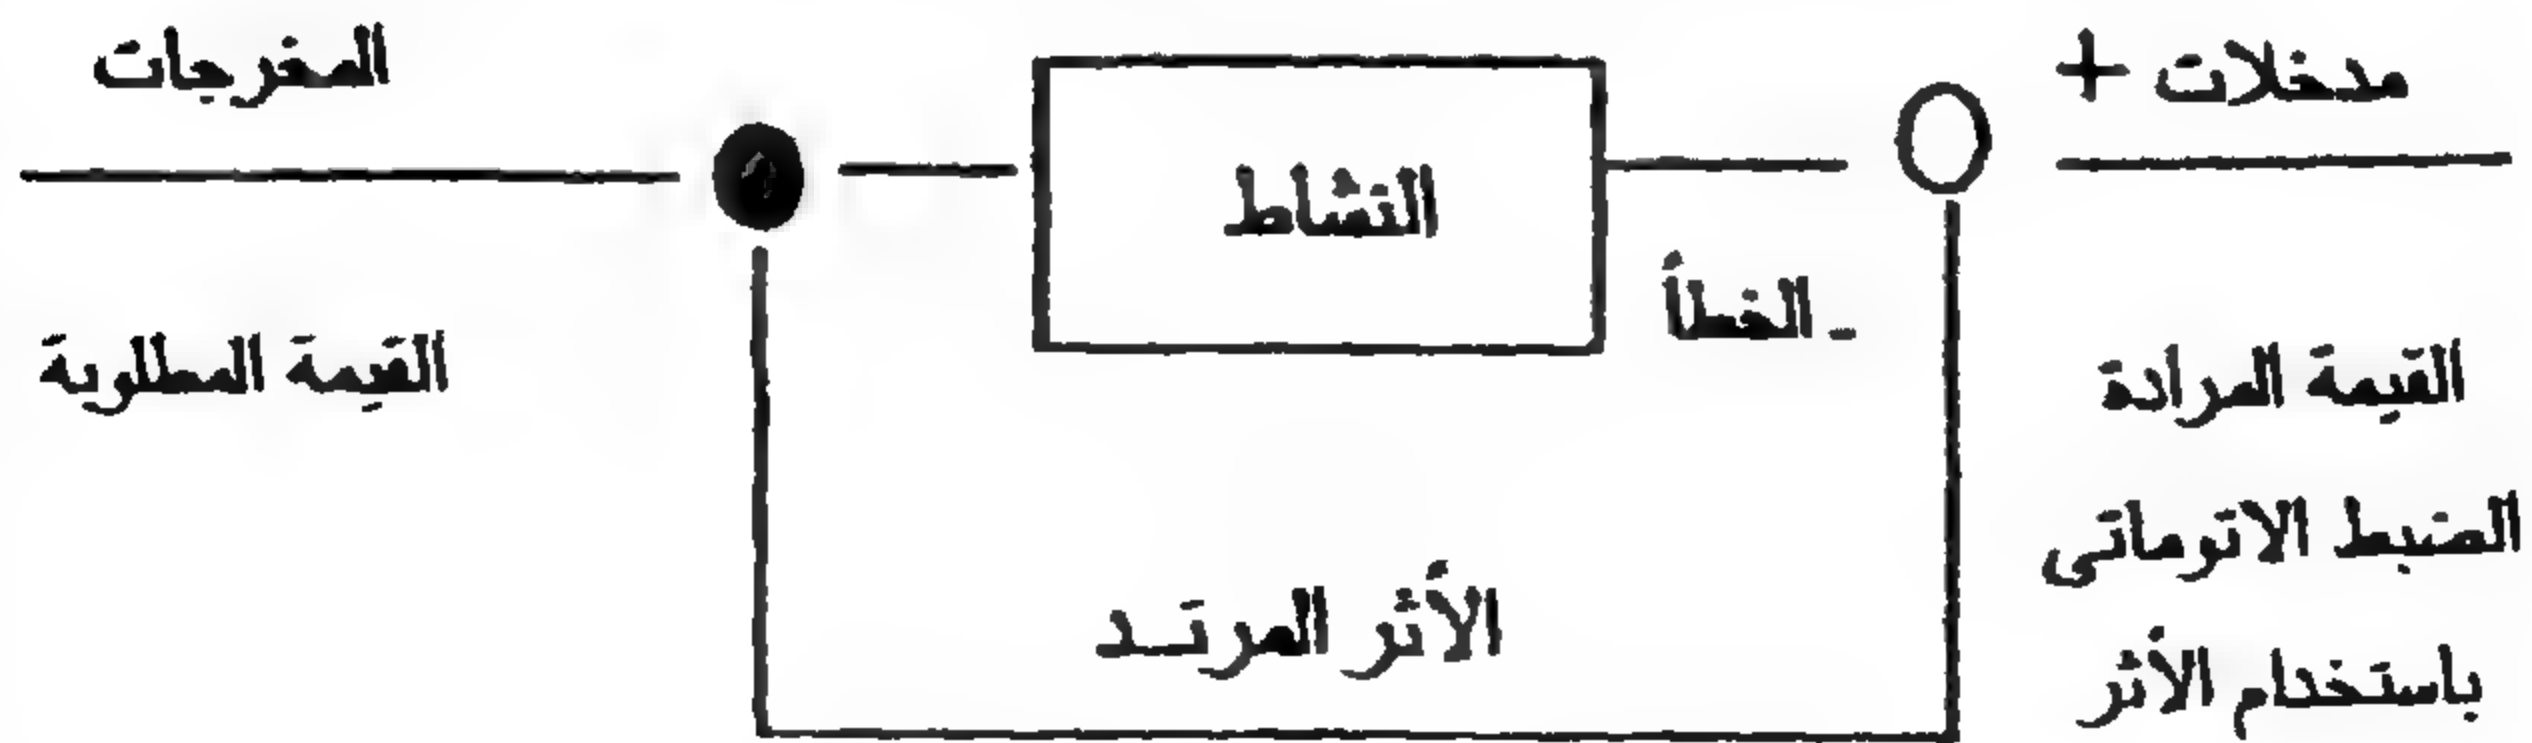 مدخلات +
المخرجات
النشاط
ـ الخطأ
القيمة المرادة
القيمة المطلوبة
الضبط الاتوماتى
الأثر المرتـد
باستخدام الأثر